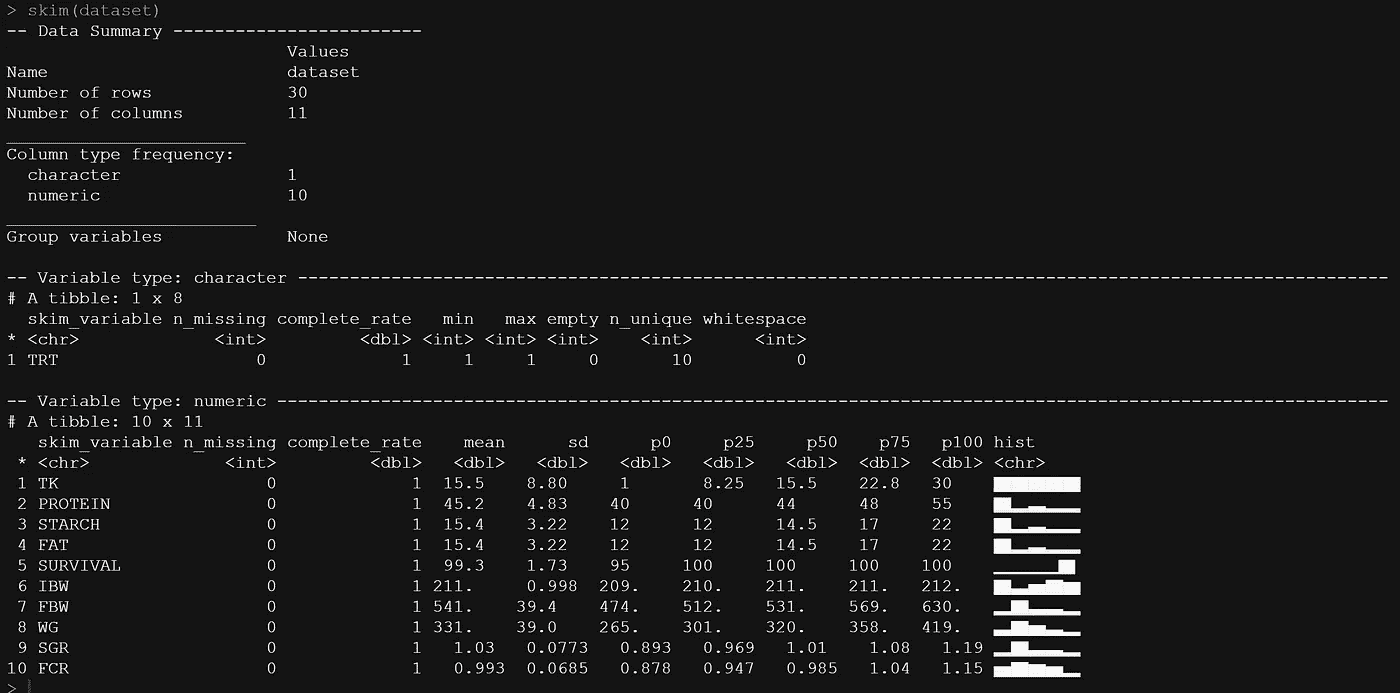 > skim(dataset)
-- Data Summary ------------------------
                           Values
Name                       dataset
Number of rows             30
Number of columns          11
_______________________
Column type frequency:
  character                1
  numeric                  10
________________________
Group variables            None
-- Variable type: character ---------------------------------------------------------------------------------------------------------
# A tibble: 1 x 8
  skim_variable n_missing complete_rate   min   max empty n_unique whitespace
* <chr>             <int>         <dbl> <int> <int> <int>    <int>      <int>
1 TRT                   0             1     1     1     0       10          0
-- Variable type: numeric -----------------------------------------------------------------------------------------------------------
# A tibble: 10 x 11
   skim_variable n_missing complete_rate    mean      sd      p0     p25     p50    p75   p100 hist
 * <chr>             <int>         <dbl>   <dbl>   <dbl>   <dbl>   <dbl>   <dbl>  <dbl>  <dbl> <chr>
 1 TK                    0             1  15.5    8.80     1       8.25   15.5    22.8   30
 2 PROTEIN               0             1  45.2    4.83    40      40      44      48     55
 3 STARCH                0             1  15.4    3.22    12      12      14.5    17     22
 4 FAT                   0             1  15.4    3.22    12      12      14.5    17     22
 5 SURVIVAL              0             1  99.3    1.73    95     100     100     100    100
 6 IBW                   0             1 211.     0.998  209.    210.    211.    211.   212.
 7 FBW                   0             1 541.    39.4    474.    512.    531.    569.   630.
 8 WG                    0             1 331.    39.0    265.    301.    320.    358.   419.
 9 SGR                   0             1   1.03   0.0773   0.893   0.969   1.01    1.08   1.19
10 FCR                   0             1   0.993  0.0685   0.878   0.947   0.985   1.04   1.15
>